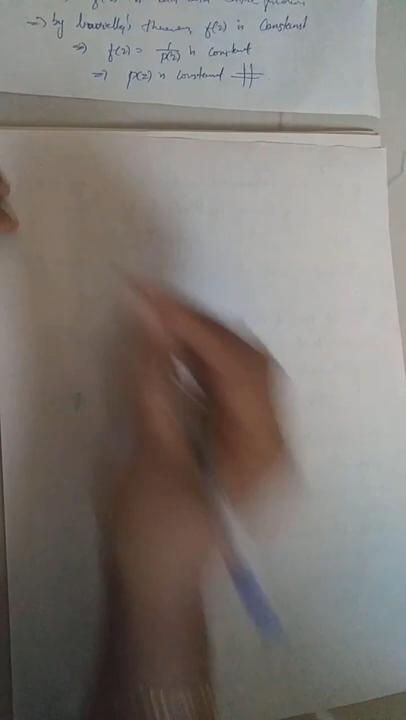 ⇒ by Liouville's theorem, f(z) is constant
⇒ f(z) = 1/p(z) is constant
⇒ p(z) is constant #